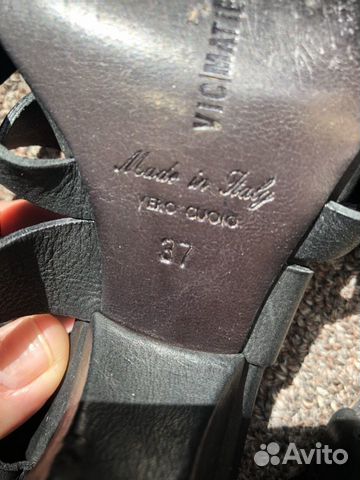 VIC/MATIE
Made in Italy
VERO CUOIO
37
Avito